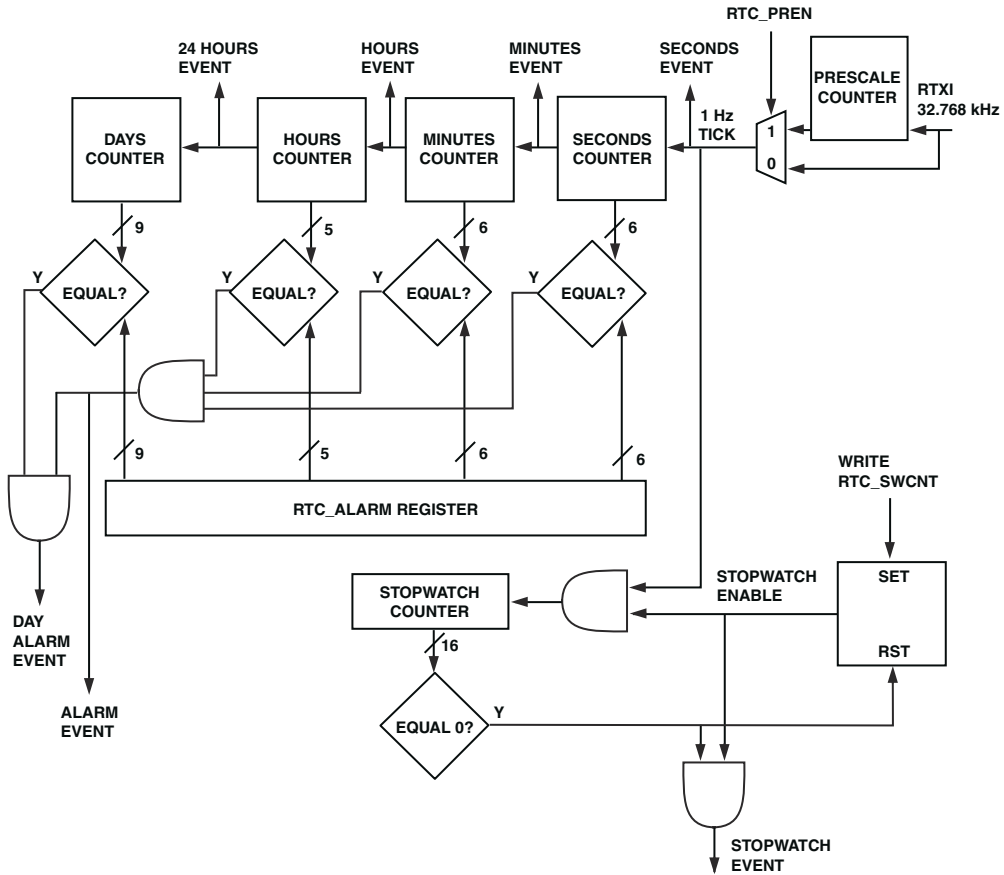 RTC_PREN
24 HOURS
EVENT
HOURS
EVENT
MINUTES
EVENT
SECONDS
EVENT
PRESCALE
COUNTER
RTXI
32.768 kHz
1 Hz
TICK
1
0
DAYS
COUNTER
HOURS
COUNTER
MINUTES
COUNTER
SECONDS
COUNTER
9
5
6
6
Y
EQUAL?
Y
EQUAL?
Y
EQUAL?
Y
EQUAL?
9
5
6
6
RTC_ALARM REGISTER
WRITE
RTC_SWCNT
STOPWATCH
COUNTER
STOPWATCH
ENABLE
SET
RST
16
DAY
ALARM
EVENT
ALARM
EVENT
EQUAL 0?
Y
STOPWATCH
EVENT